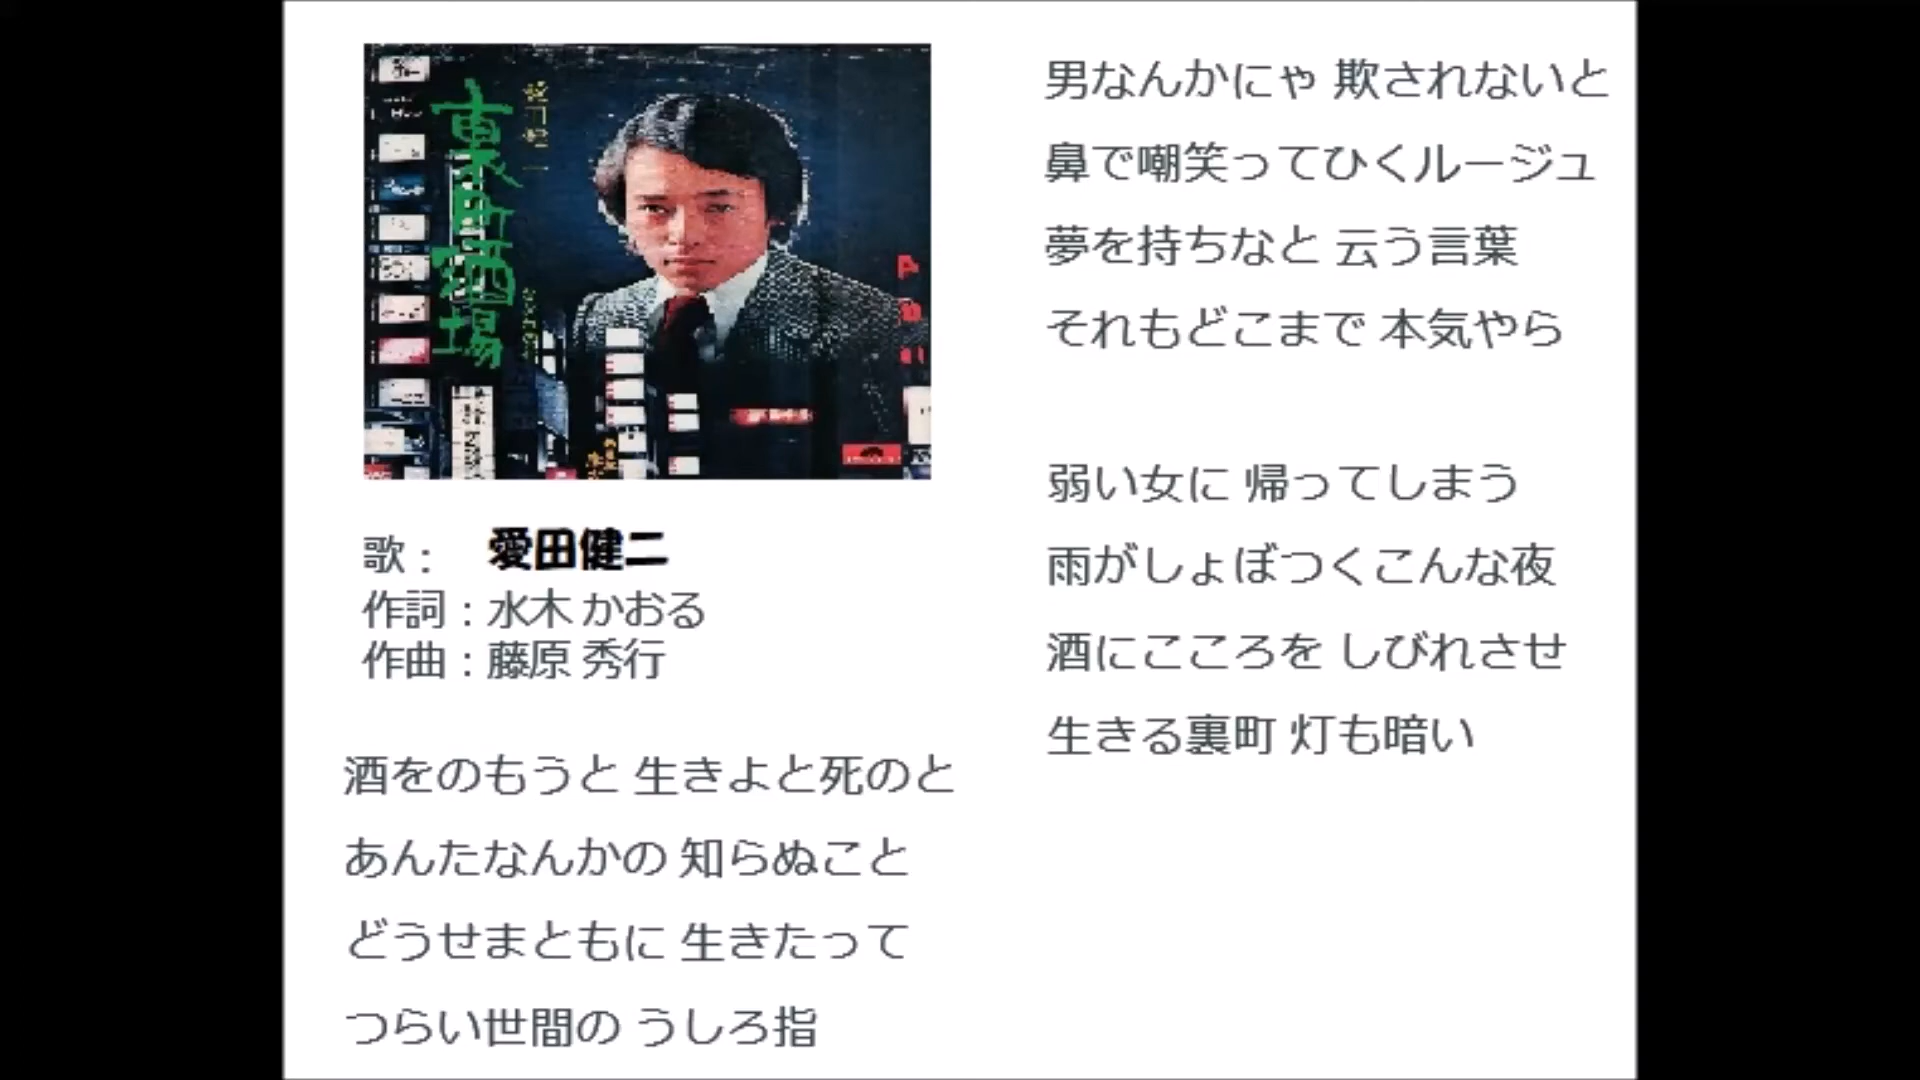 裏町酒場
愛田健二
歌： 愛田健二
作詞：水木 かおる
作曲：藤原 秀行
酒をのもうと 生きよと死のと
あんたなんかの 知らぬこと
どうせまともに 生きたって
つらい世間の うしろ指
男なんかにゃ 欺されないと
鼻で嘲笑ってひくルージュ
夢を持ちなと 云う言葉
それもどこまで 本気やら
弱い女に 帰ってしまう
雨がしょぼつくこんな夜
酒にこころを しびれさせ
生きる裏町 灯も暗い